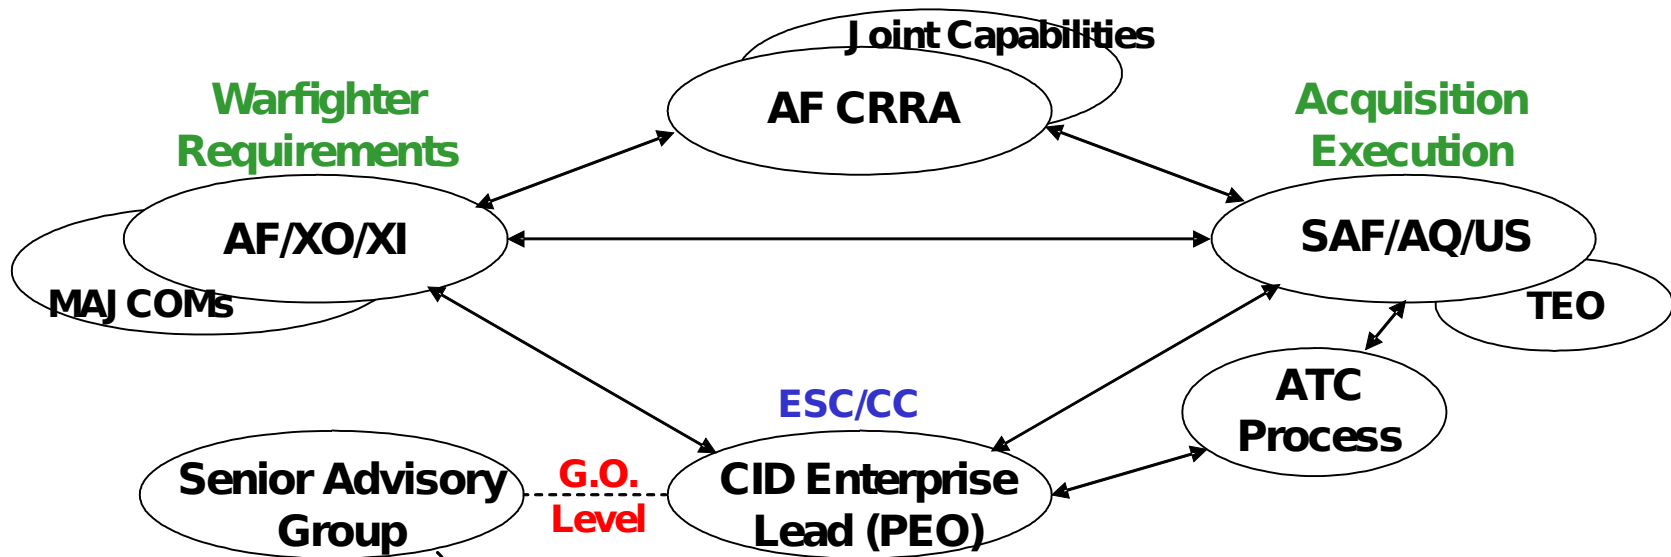 Joint Capabilities
AF CRRA
Warfighter
Requirements
Acquisition
Execution
AF/XO/XI
MAJCOMs
SAF/AQ/US
TEO
ATC
Process
ESC/CC
Senior Advisory
Group
G.O.
Level
CID Enterprise
Lead (PEO)